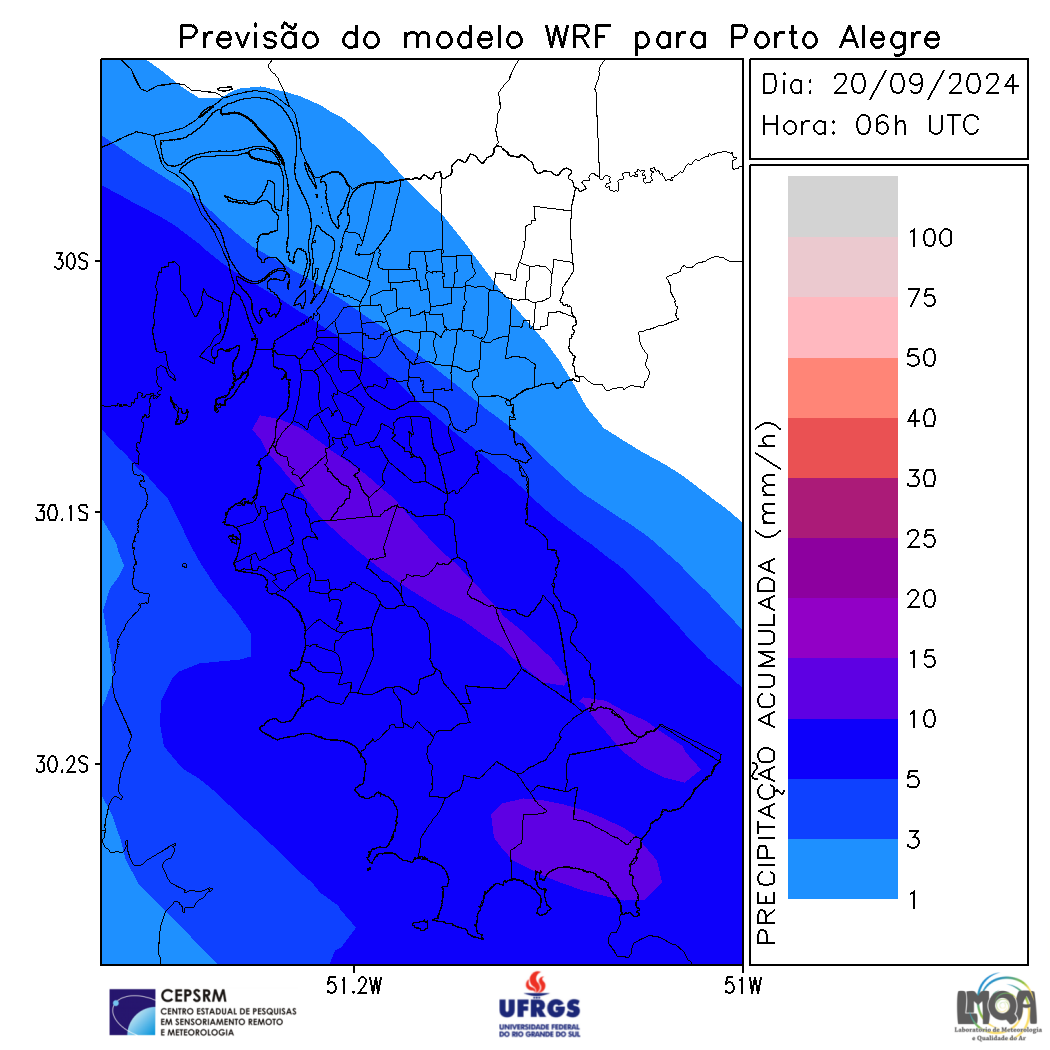 Previsão do modelo WRF para Porto Alegre
Dia: 20/09/2024
Hora: 06h UTC
30S
30.1S
30.2S
51.2W
51W
PRECIPITAÇÃO ACUMULADA (mm/h)
100
75
50
40
30
25
20
15
10
5
3
1
CEPSRM
CENTRO ESTADUAL DE PESQUISAS
EM SENSORIAMENTO REMOTO
E METEOROLOGIA
UFRGS
UNIVERSIDADE FEDERAL
DO RIO GRANDE DO SUL
LMQA
Laboratório de Meteorologia
e Qualidade do Ar